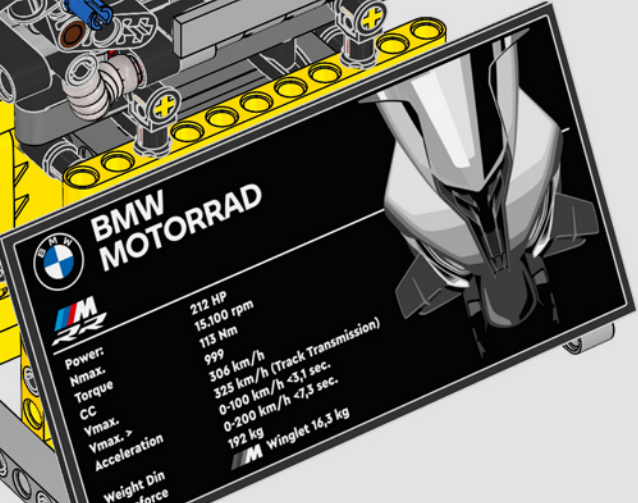 BMW
BMW
MOTORRAD
M
RR
Power: 212 HP
Nmax. 15.100 rpm
Torque 113 Nm
CC 999
Vmax. 306 km/h
Vmax. > 325 km/h (Track Transmission)
Acceleration 0-100 km/h <3,1 sec.
0-200 km/h <7,3 sec.
Weight Din 192 kg
M Winglet 16,3 kg